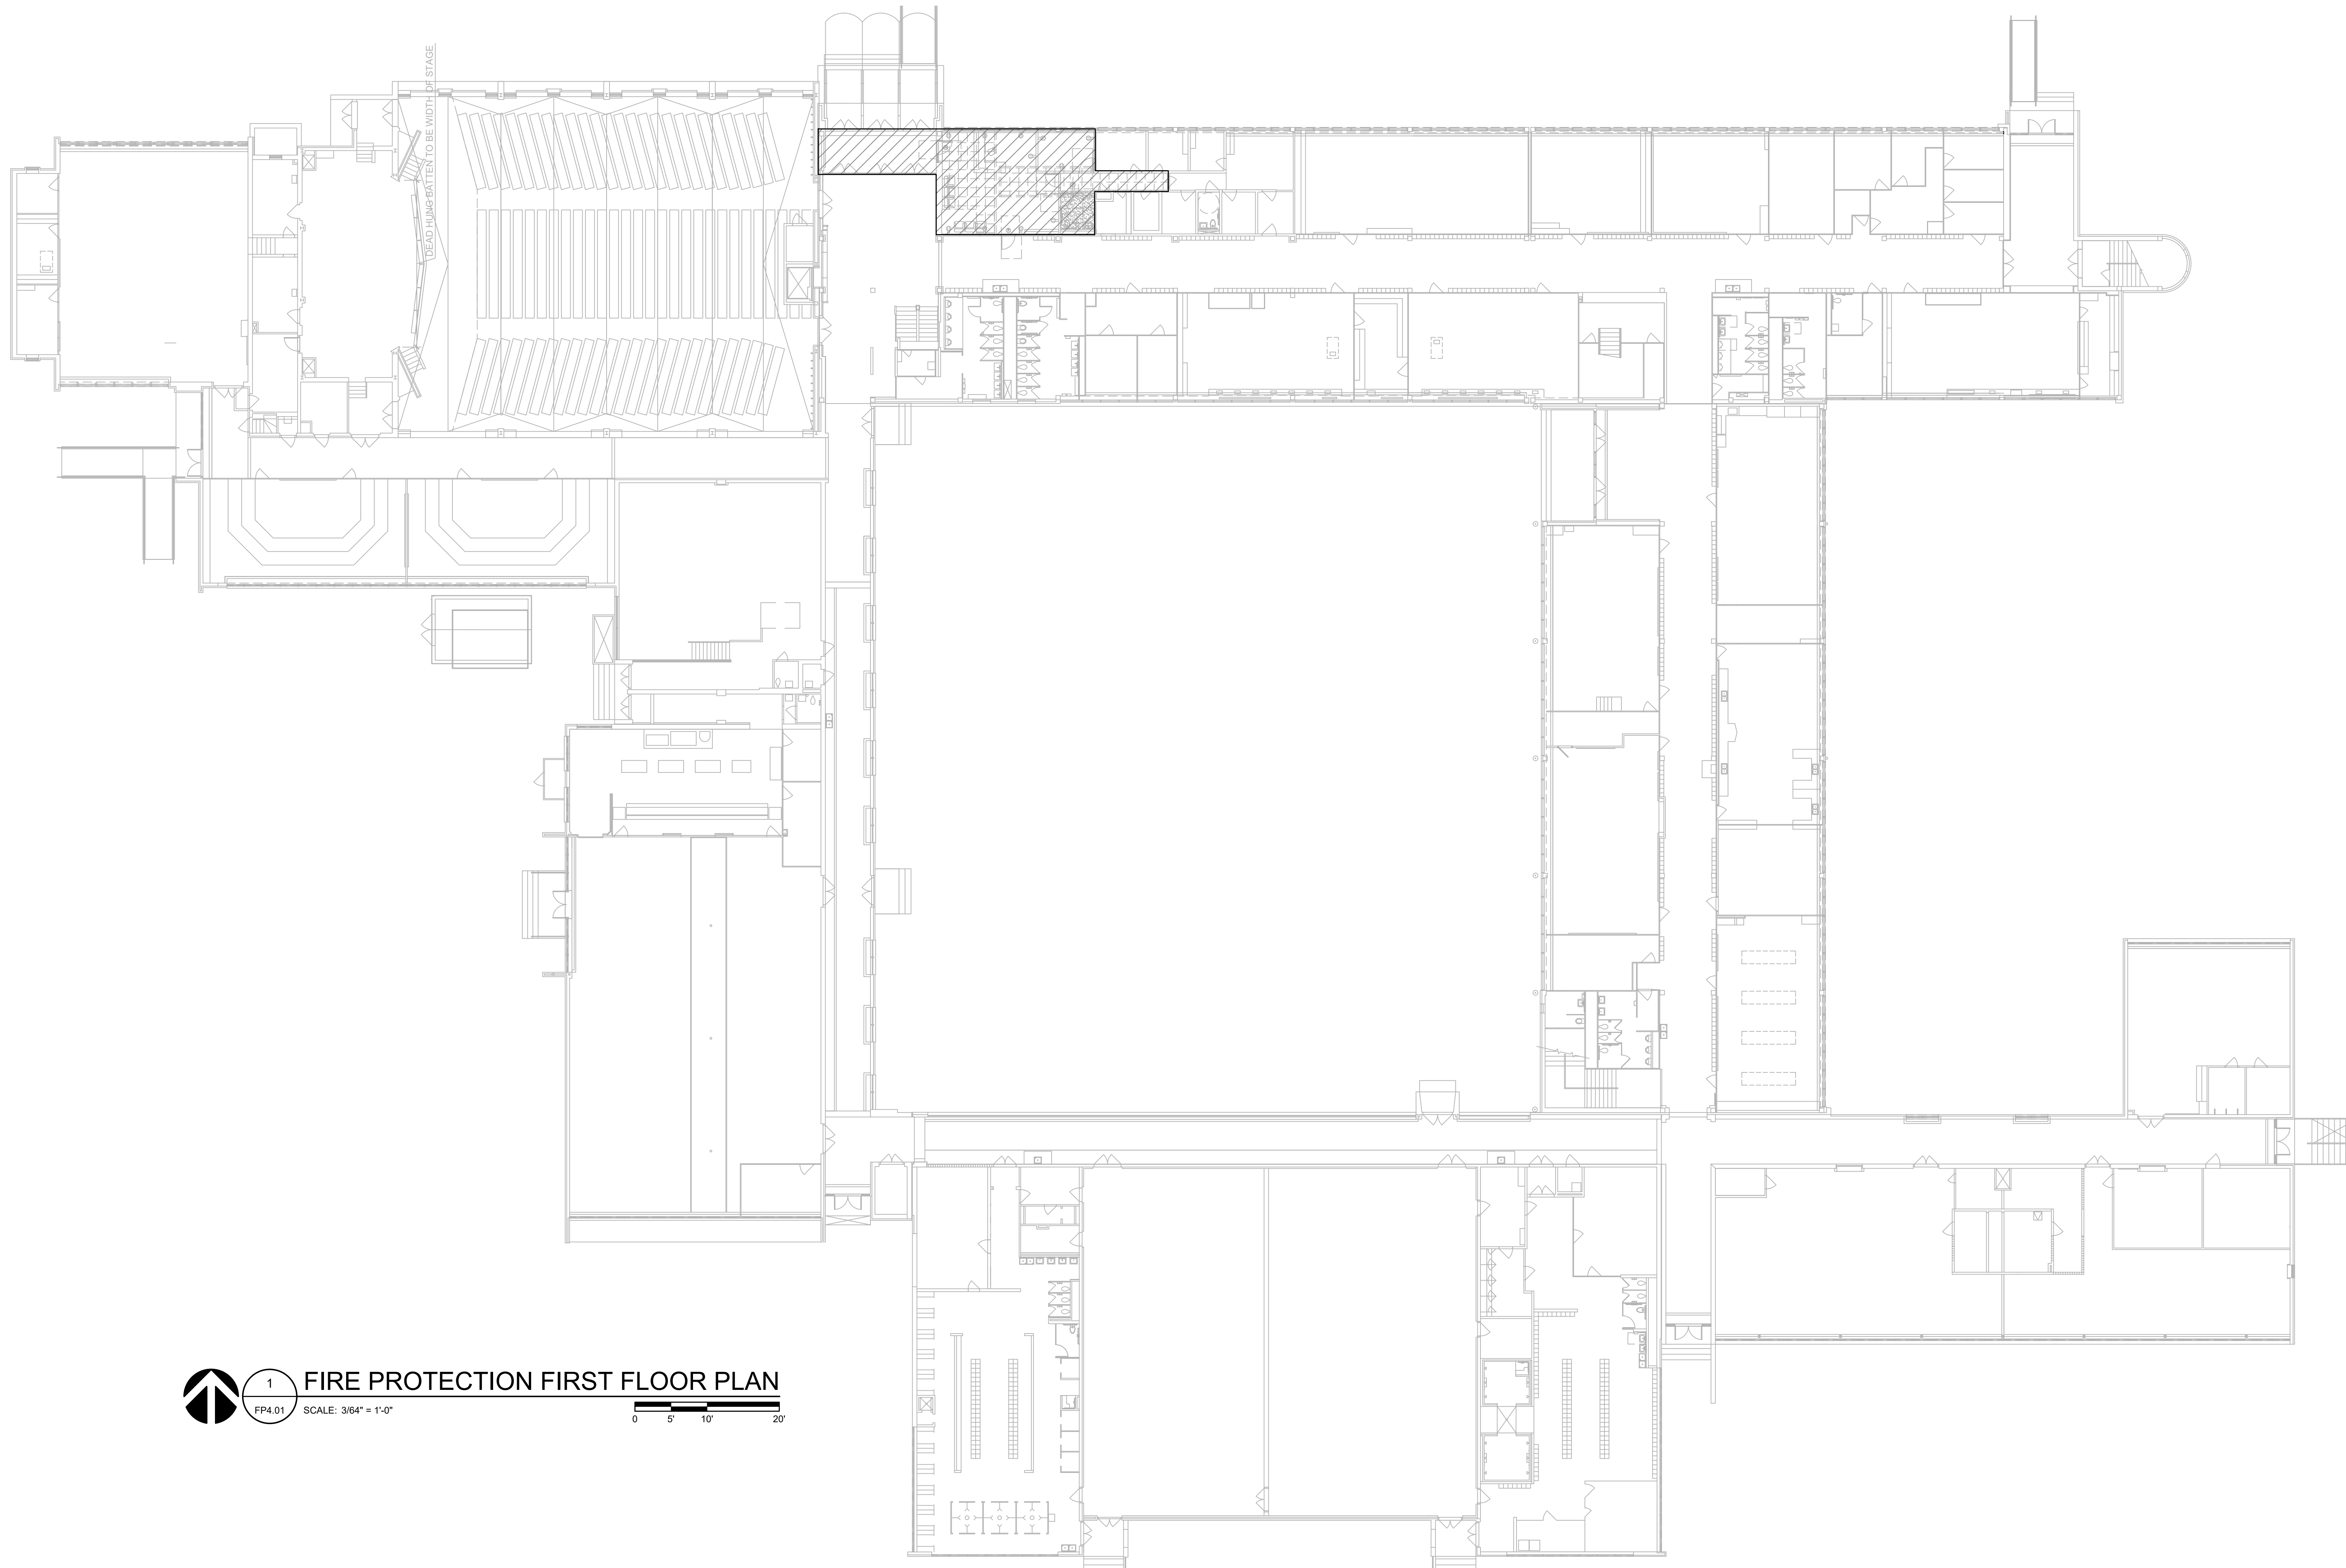 DEAD HUNG BATTEN TO BE WIDTH OF STAGE
1
FIRE PROTECTION FIRST FLOOR PLAN
FP4.01
SCALE: 3/64" = 1'-0"
0 5' 10' 20'